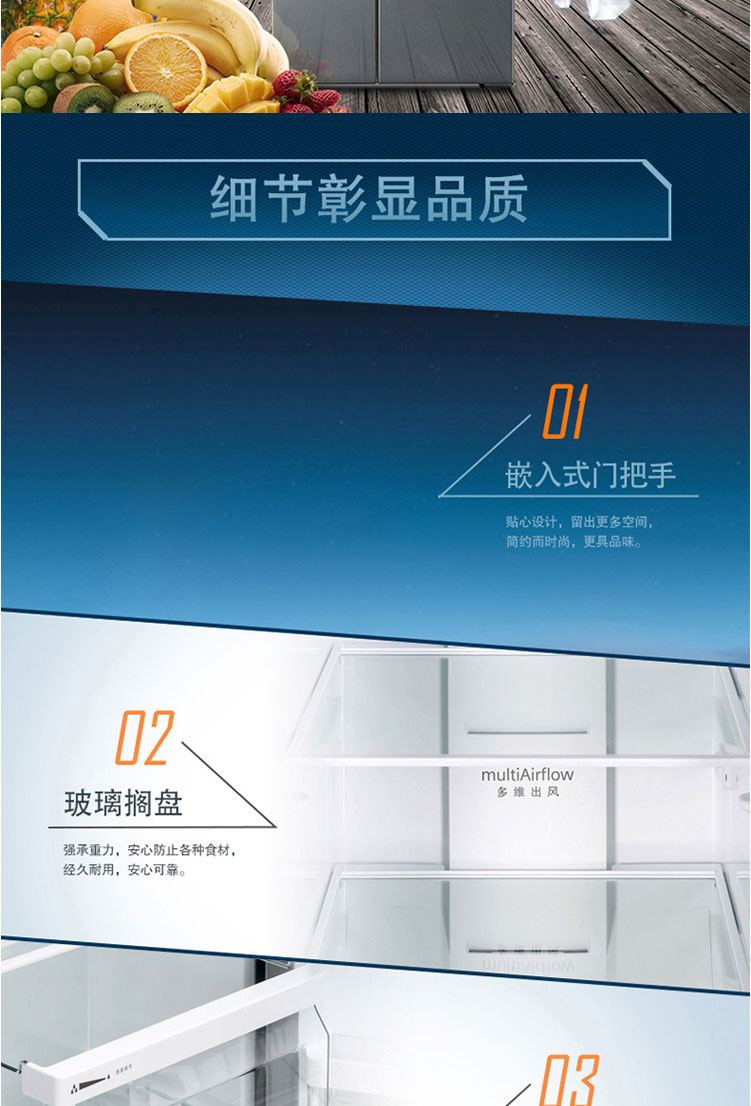 细节彰显品质
01
嵌入式门把手
贴心设计，留出更多空间，
简约而时尚，更具品味。
02
玻璃搁盘
强承重力，安心防止各种食材，
经久耐用，安心可靠。
multiAirflow
多维出风
03